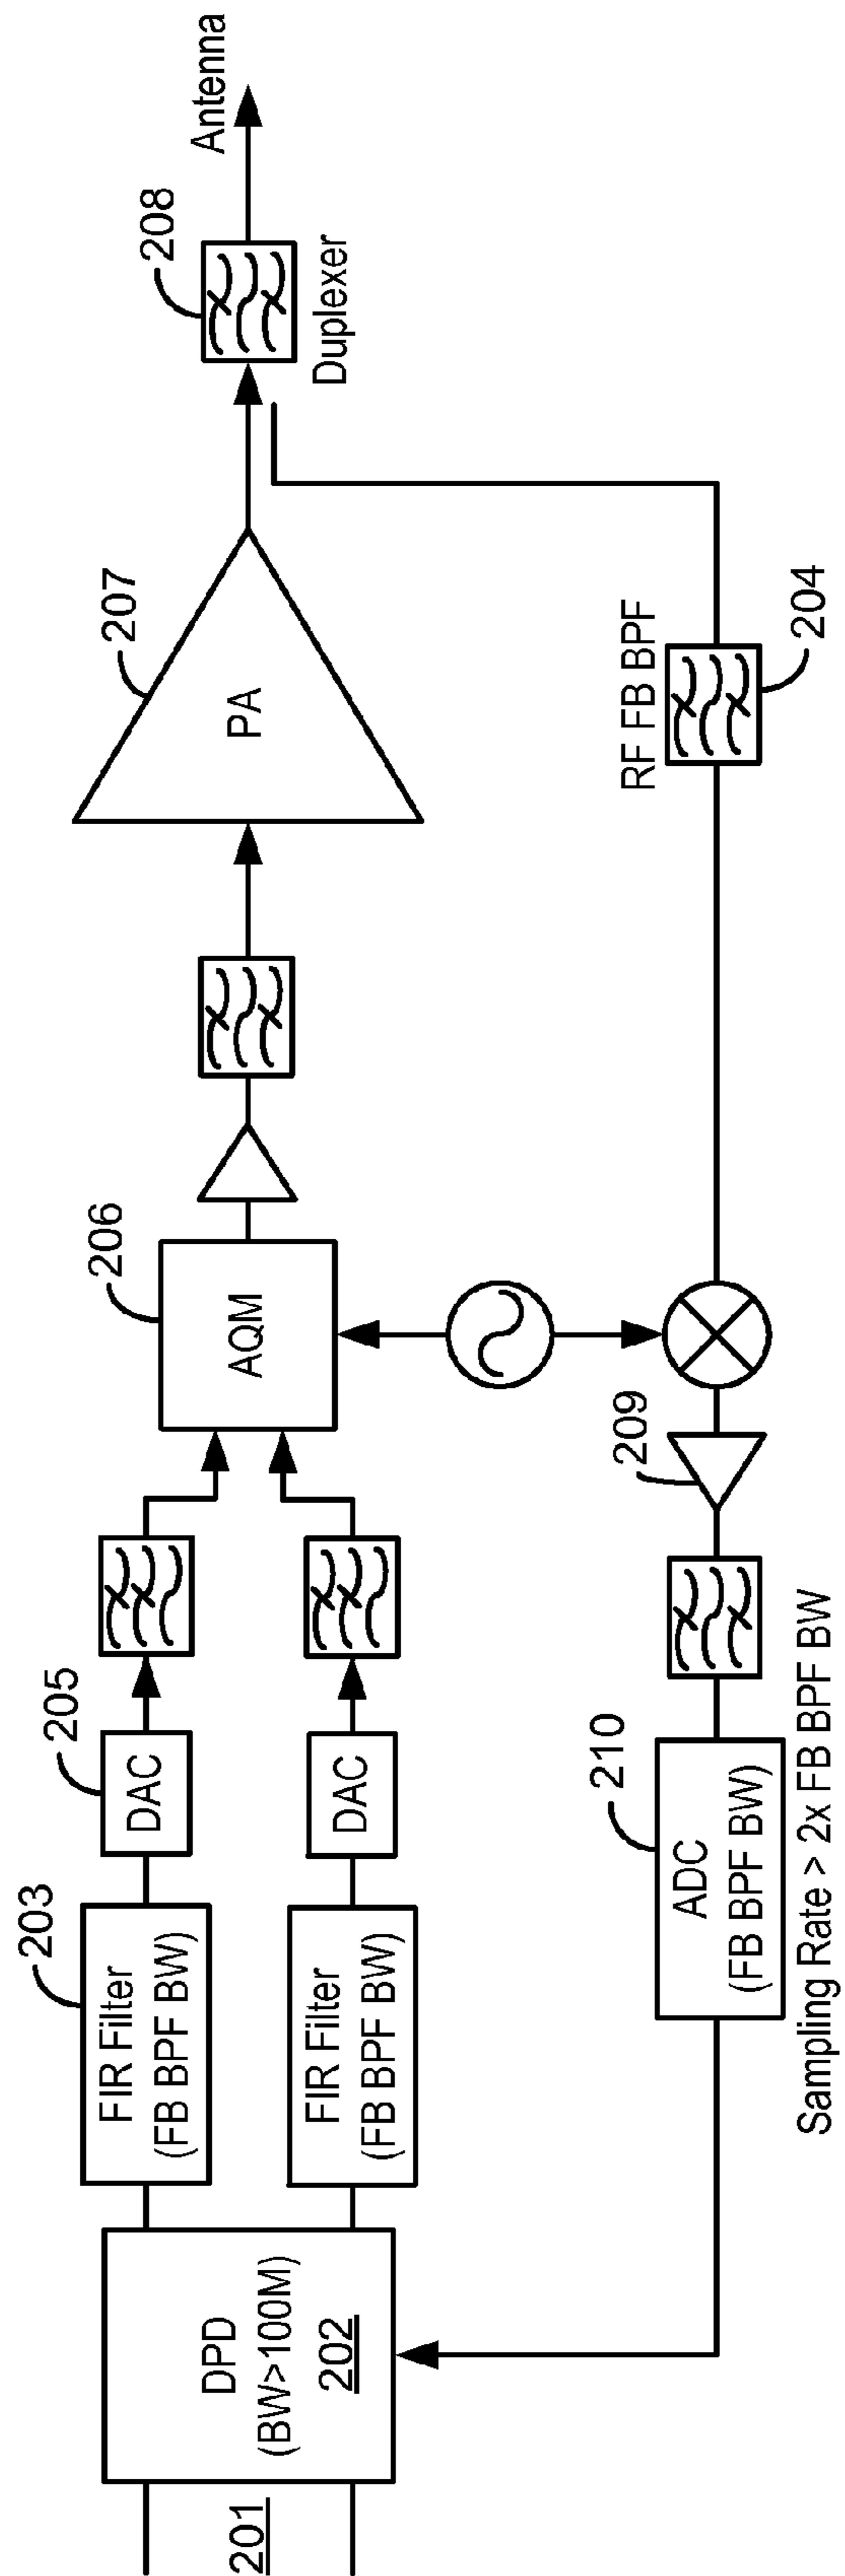 201
DPD
(BW>100M)
202
203
FIR Filter
(FB BPF BW)
FIR Filter
(FB BPF BW)
205
DAC
DAC
206
AQM
207
PA
208
Duplexer
Antenna
RF FB BPF
204
209
210
ADC
(FB BPF BW)
Sampling Rate > 2x FB BPF BW